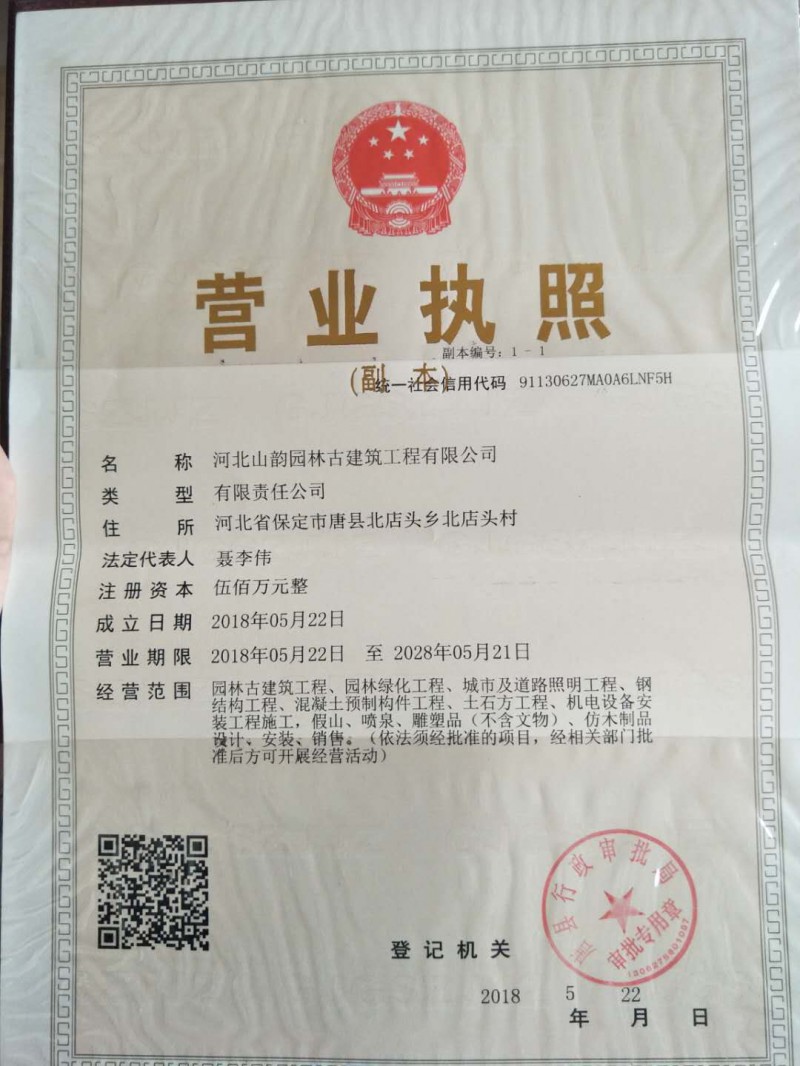 营业执照
副本编号：1-1
(副本)
统一社会信用代码 91130627MA0A6LNF5H
名称 河北山韵园林古建筑工程有限公司
类型 有限责任公司
住所 河北省保定市唐县北店头乡北店头村
法定代表人 聂李伟
注册资本 伍佰万元整
成立日期 2018年05月22日
营业期限 2018年05月22日 至 2028年05月21日
经营范围 园林古建筑工程、园林绿化工程、城市及道路照明工程、钢
结构工程、混凝土预制构件工程、土石方工程、机电设备安
装工程施工，假山、喷泉、雕塑品（不含文物）、仿木制品
设计、安装、销售。（依法须经批准的项目，经相关部门批
准后方可开展经营活动）
唐县行政审批局
审批专用章
登记机关
2018 5 22
年 月 日